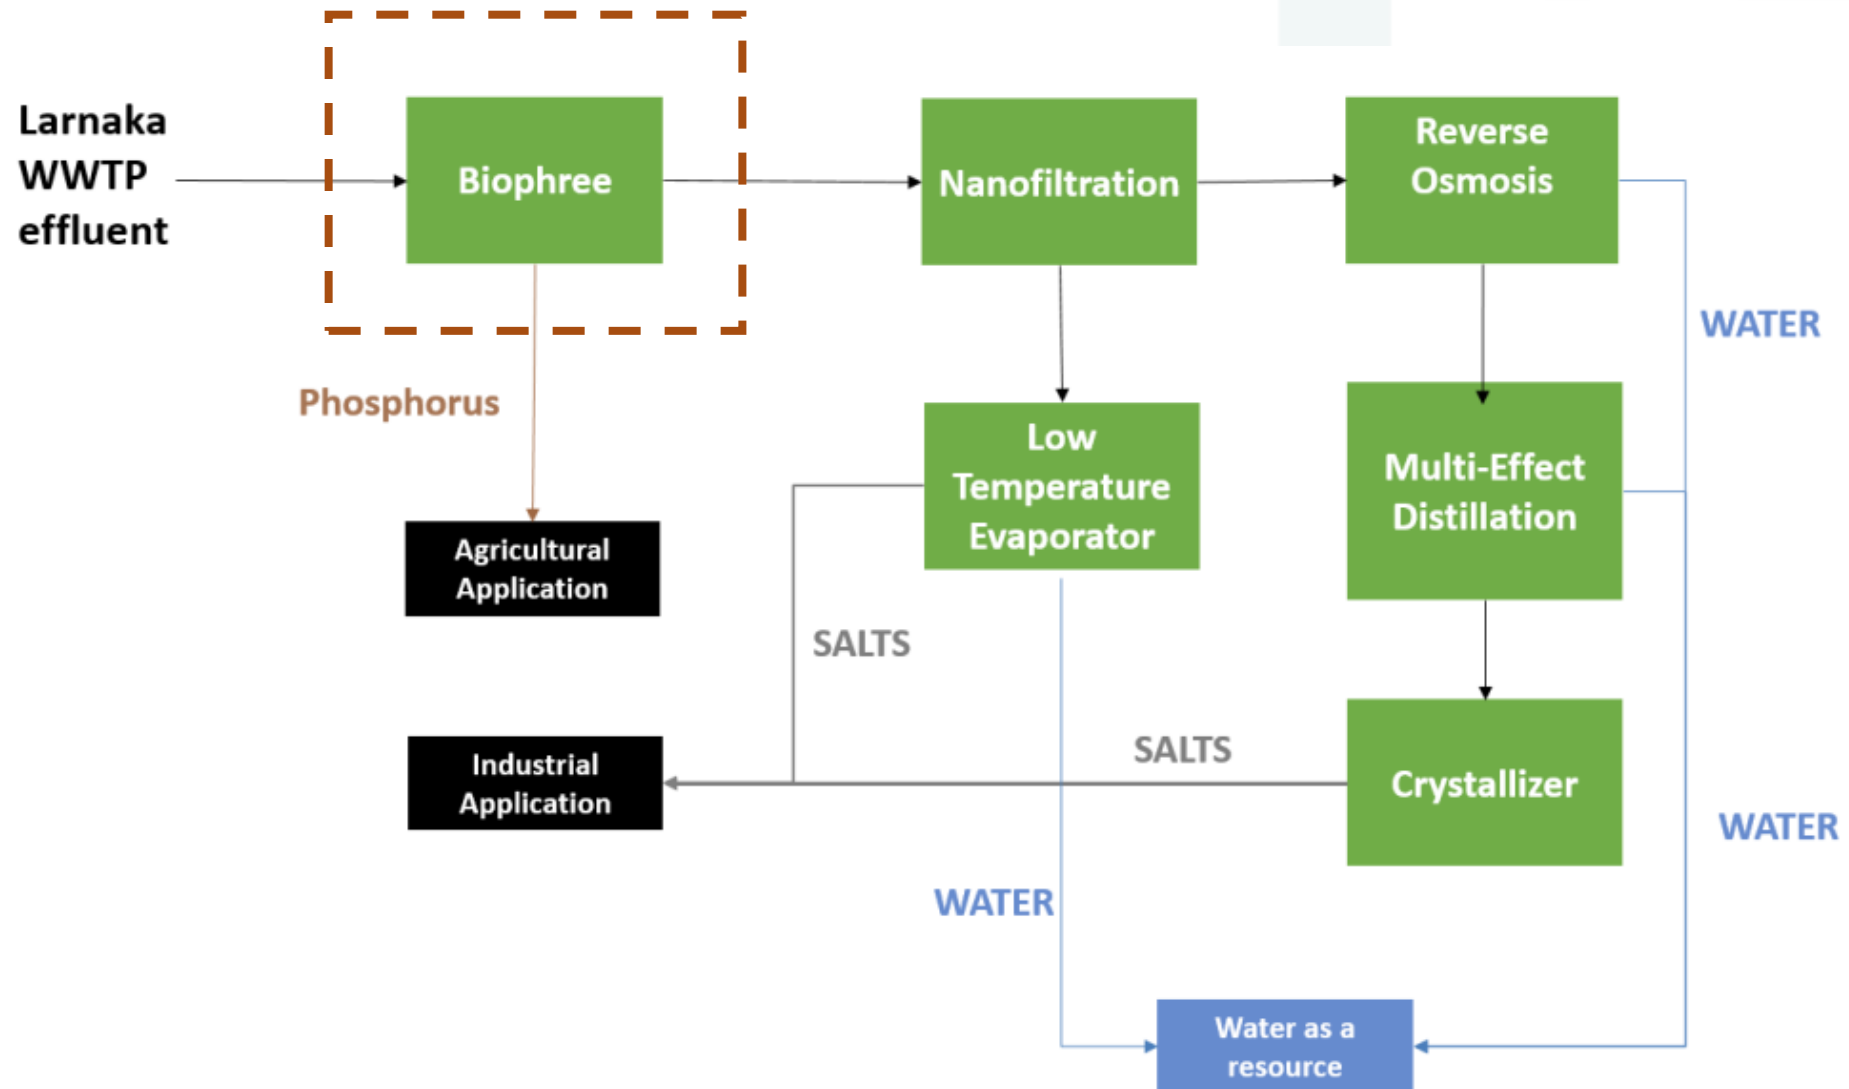 Larnaka
WWTP
effluent
Biophree
Nanofiltration
Reverse
Osmosis
WATER
Phosphorus
Low
Temperature
Evaporator
Multi-Effect
Distillation
Agricultural
Application
SALTS
Industrial
Application
SALTS
Crystallizer
WATER
WATER
Water as a
resource